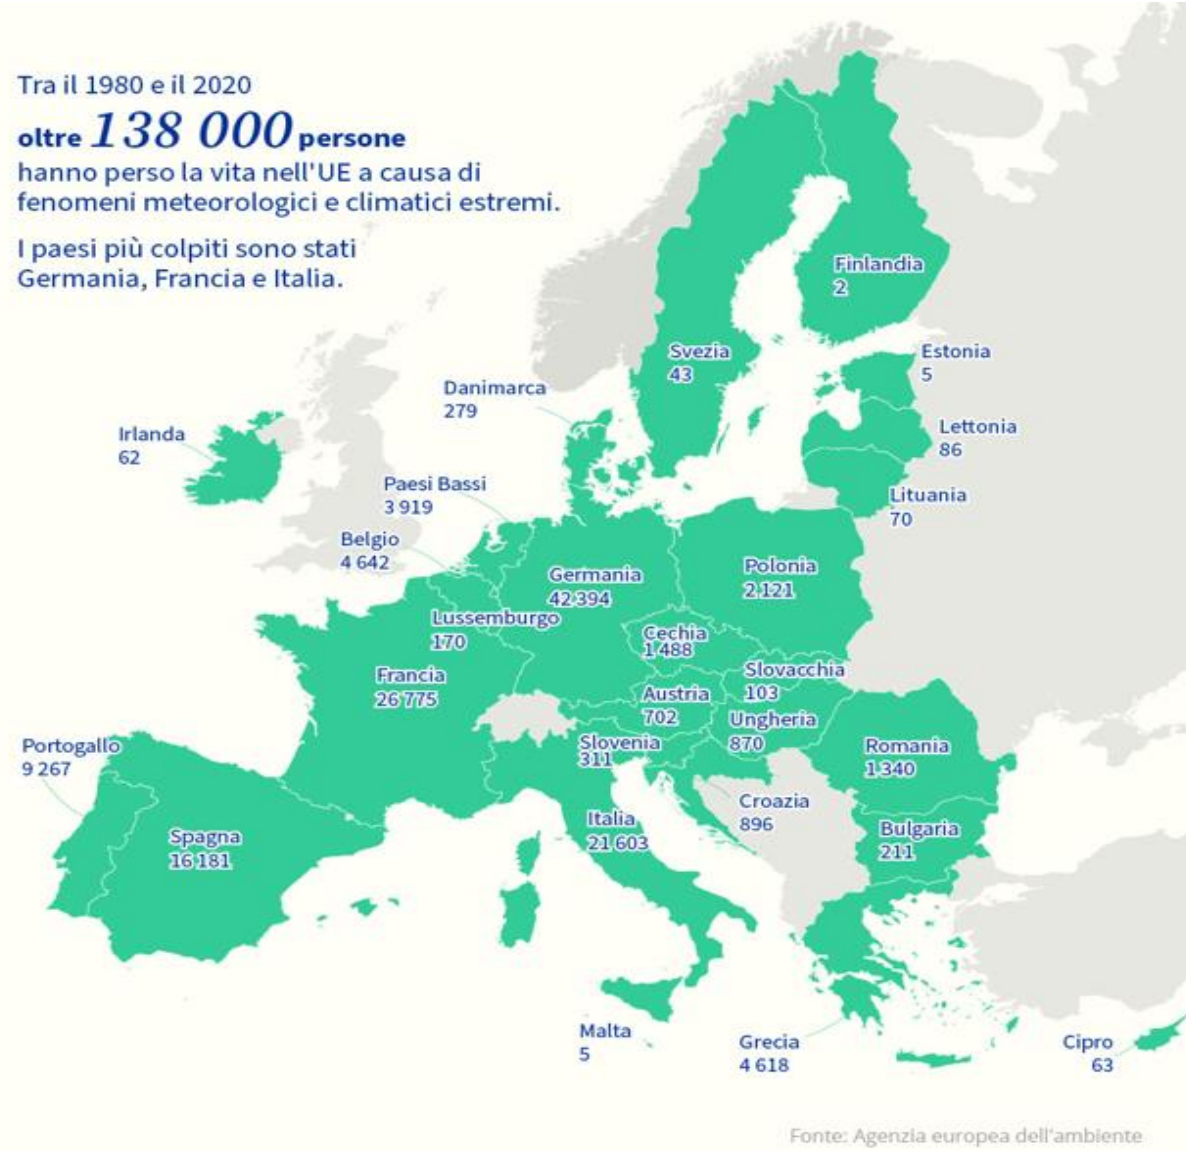 Tra il 1980 e il 2020
oltre 138 000 persone
hanno perso la vita nell'UE a causa di
fenomeni meteorologici e climatici estremi.
I paesi più colpiti sono stati
Germania, Francia e Italia.
Finlandia
2
Svezia
43
Estonia
5
Danimarca
279
Lettonia
86
Irlanda
62
Paesi Bassi
3 919
Lituania
70
Belgio
4 642
Germania
42 394
Polonia
2 121
Lussemburgo
170
Cechia
1 488
Francia
26 775
Slovacchia
103
Austria
702
Ungheria
870
Slovenia
311
Portogallo
9 267
Romania
1 340
Croazia
896
Italia
21 603
Spagna
16 181
Bulgaria
211
Malta
5
Grecia
4 618
Cipro
63
Fonte: Agenzia europea dell'ambiente